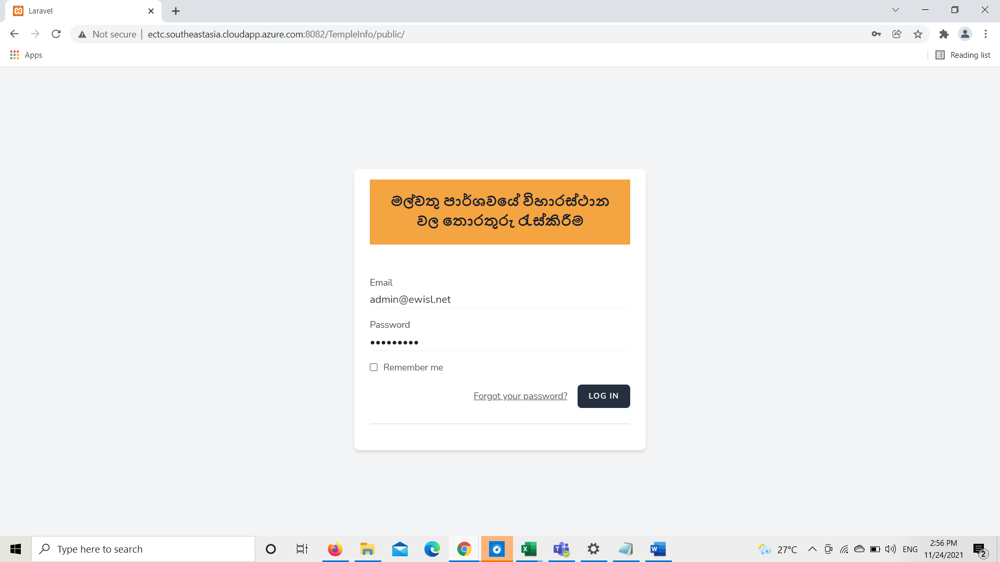 Laravel
Not secure
ectc.southeastasia.cloudapp.azure.com:8082/TempleInfo/public/
Apps
Reading list
මල්වතු පාර්ශවයේ විහාරස්ථාන
වල තොරතුරු රැස්කිරීම
Email
admin@ewisl.net
Password
Remember me
Forgot your password?
LOG IN
Type here to search
27°C
ENG
2:56 PM
11/24/2021
2